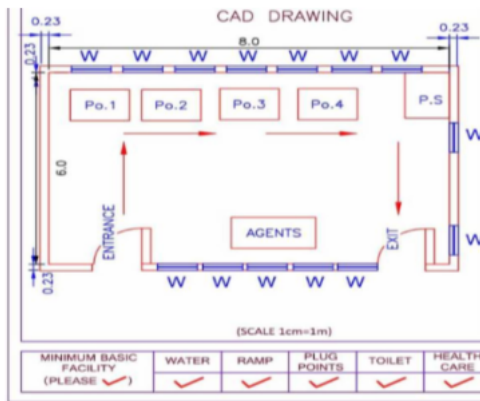 CAD DRAWING
0.23 8.0 0.23
0.23
W W W W W W W
Po.1 Po.2 Po.3 Po.4 P.S
W
6.0
ENTRANCE
AGENTS
EXIT
W
0.23
W W W W W
(SCALE 1cm=1m)
MINIMUM BASIC FACILITY (PLEASE ✓)
WATER
RAMP
PLUG POINTS
TOILET
HEALTH CARE
✓ ✓ ✓ ✓ ✓